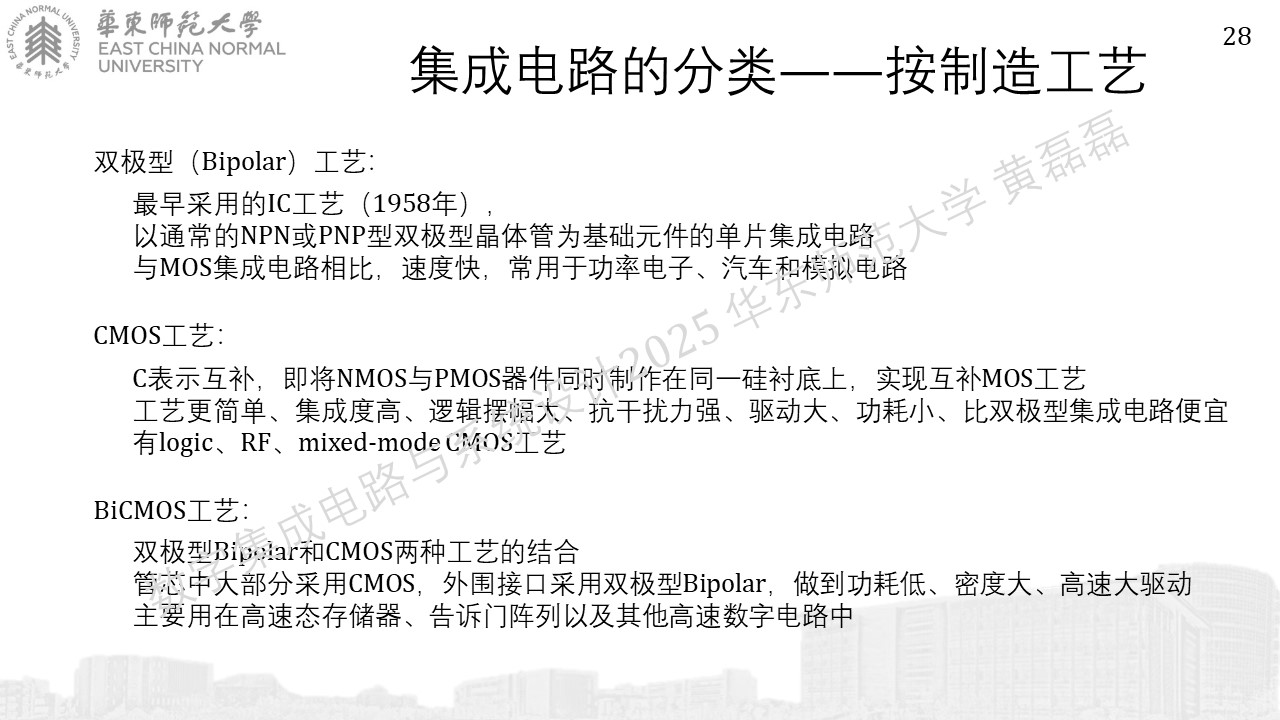 華東師範大學
EAST CHINA NORMAL
UNIVERSITY
28
集成电路的分类——按制造工艺
双极型（Bipolar）工艺：
最早采用的IC工艺（1958年），
以通常的NPN或PNP型双极型晶体管为基础元件的单片集成电路
与MOS集成电路相比，速度快，常用于功率电子、汽车和模拟电路
CMOS工艺：
C表示互补，即将NMOS与PMOS器件同时制作在同一硅衬底上，实现互补MOS工艺
工艺更简单、集成度高、逻辑摆幅大、抗干扰力强、驱动大、功耗小、比双极型集成电路便宜
有logic、RF、mixed-mode CMOS工艺
BiCMOS工艺：
双极型Bipolar和CMOS两种工艺的结合
管芯中大部分采用CMOS，外围接口采用双极型Bipolar，做到功耗低、密度大、高速大驱动
主要用在高速态存储器、告诉门阵列以及其他高速数字电路中
数字集成电路与系统设计2025 华东师范大学 黄磊磊
EAST CHINA NORMAL UNIVERSITY
華東師範大學